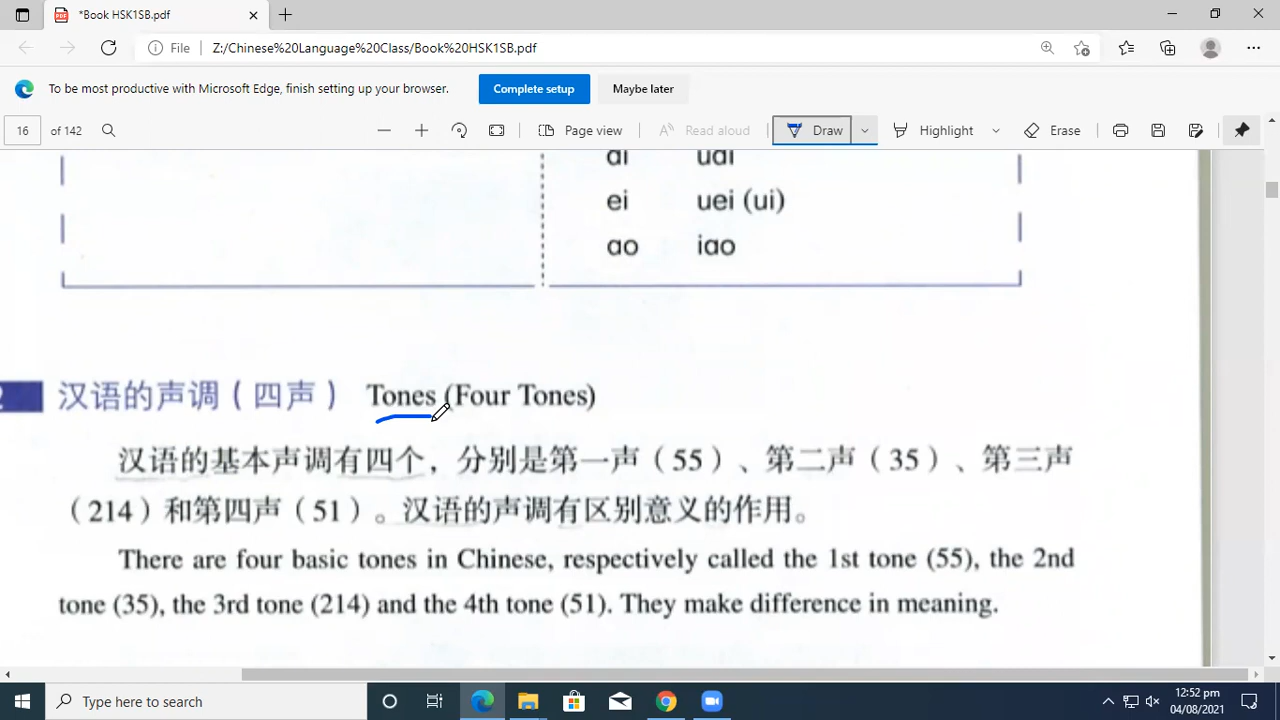 *Book HSK1SB.pdf
File Z:/Chinese%20Language%20Class/Book%20HSK1SB.pdf
To be most productive with Microsoft Edge, finish setting up your browser. Complete setup Maybe later
16 of 142 Page view Read aloud Draw Highlight Erase
ai uai
ei uei (ui)
ao iao
2 汉语的声调（四声） Tones (Four Tones)
汉语的基本声调有四个，分别是第一声（55）、第二声（35）、第三声
（214）和第四声（51）。汉语的声调有区别意义的作用。
There are four basic tones in Chinese, respectively called the 1st tone (55), the 2nd
tone (35), the 3rd tone (214) and the 4th tone (51). They make difference in meaning.
Type here to search
12:52 pm
04/08/2021